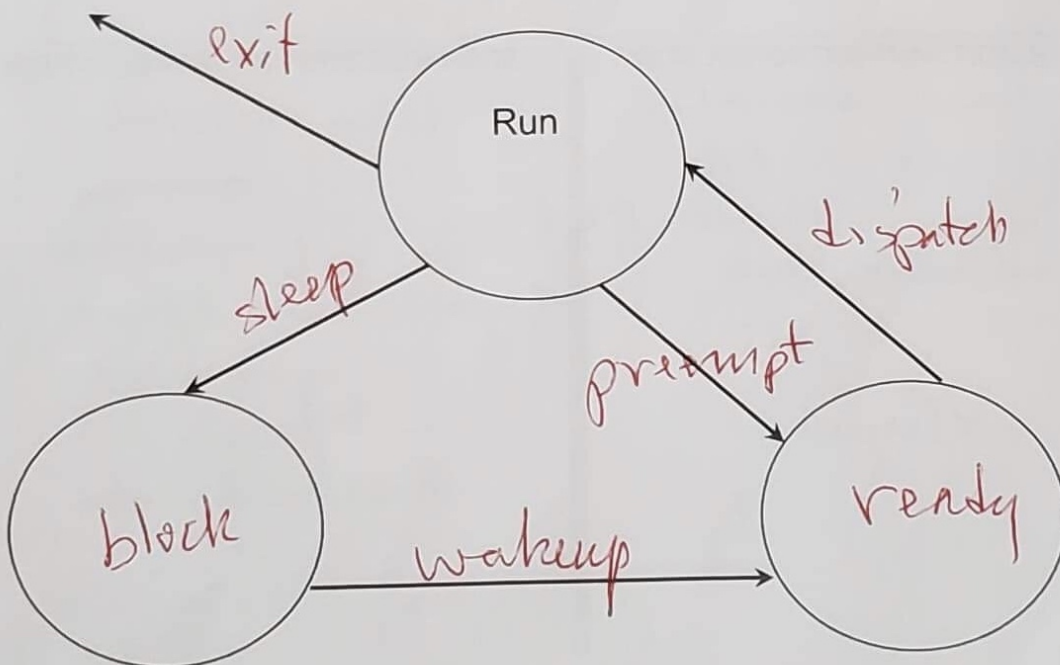 exit
Run
dispatch
sleep
preempt
block
wakeup
ready